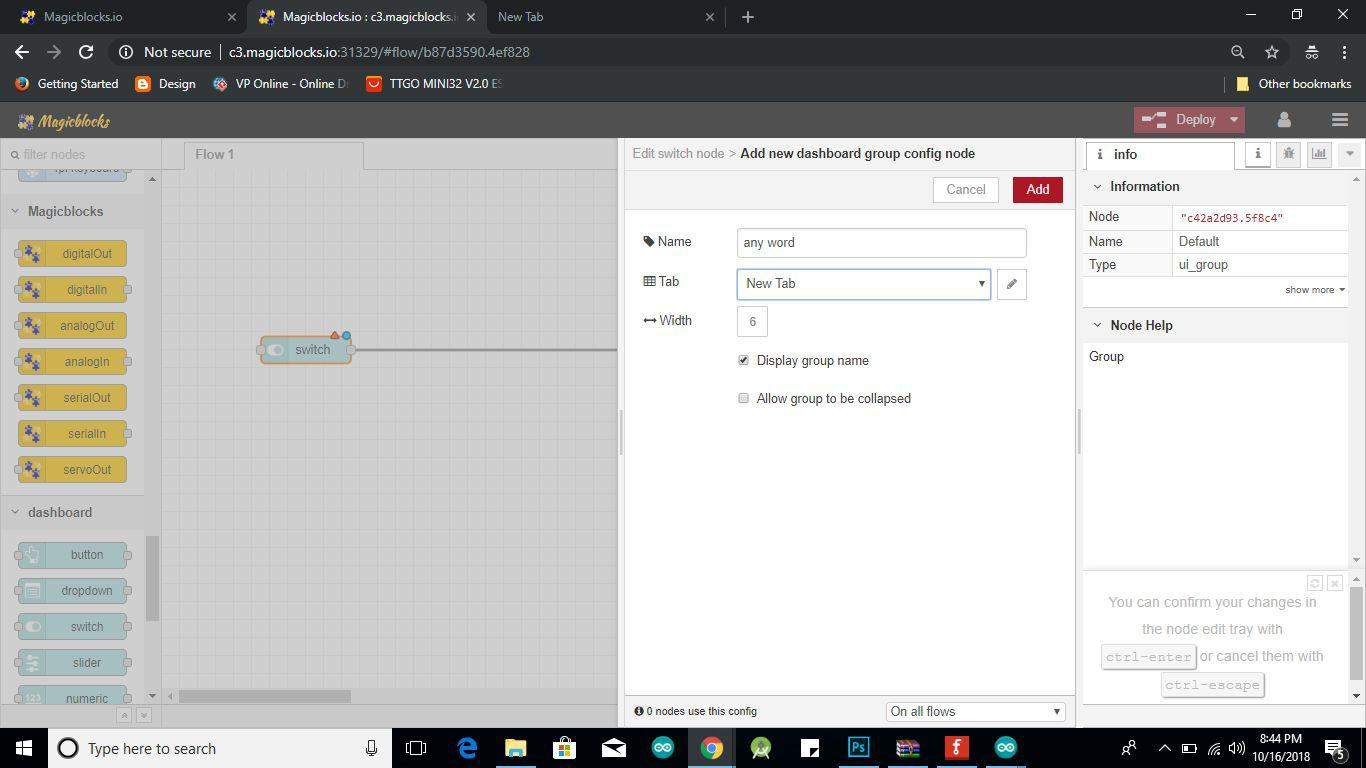 Magicblocks.io
Magicblocks.io : c3.magicblocks.i
New Tab
Not secure | c3.magicblocks.io:31329/#flow/b87d3590.4ef828
Getting Started
Design
VP Online - Online D
TTGO MINI32 V2.0 ES
Other bookmarks
Magicblocks
Deploy
filter nodes
Flow 1
Edit switch node > Add new dashboard group config node
info
Cancel
Add
Information
Magicblocks
Node "c42a2d93.5f8c4"
Name Default
Type ui_group
show more
Name any word
Tab New Tab
Width 6
Display group name
Allow group to be collapsed
Node Help
Group
digitalOut
digitalIn
analogOut
analogIn
serialOut
serialIn
servoOut
switch
dashboard
button
dropdown
switch
slider
123 numeric
You can confirm your changes in
the node edit tray with
ctrl-enter or cancel them with
ctrl-escape
0 nodes use this config
On all flows
Type here to search
Ps
8:44 PM
10/16/2018
5